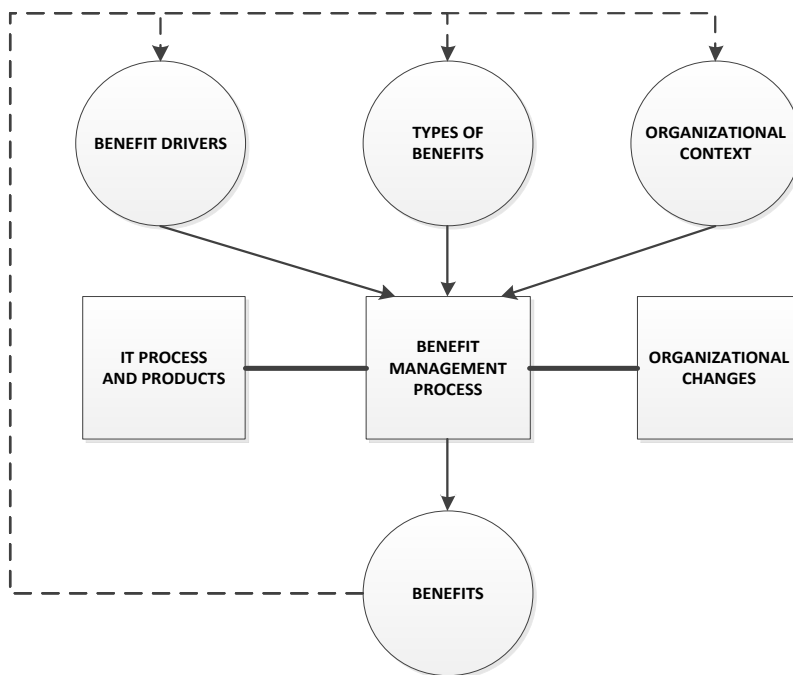 BENEFIT DRIVERS
TYPES OF
BENEFITS
ORGANIZATIONAL
CONTEXT
IT PROCESS
AND PRODUCTS
BENEFIT
MANAGEMENT
PROCESS
ORGANIZATIONAL
CHANGES
BENEFITS